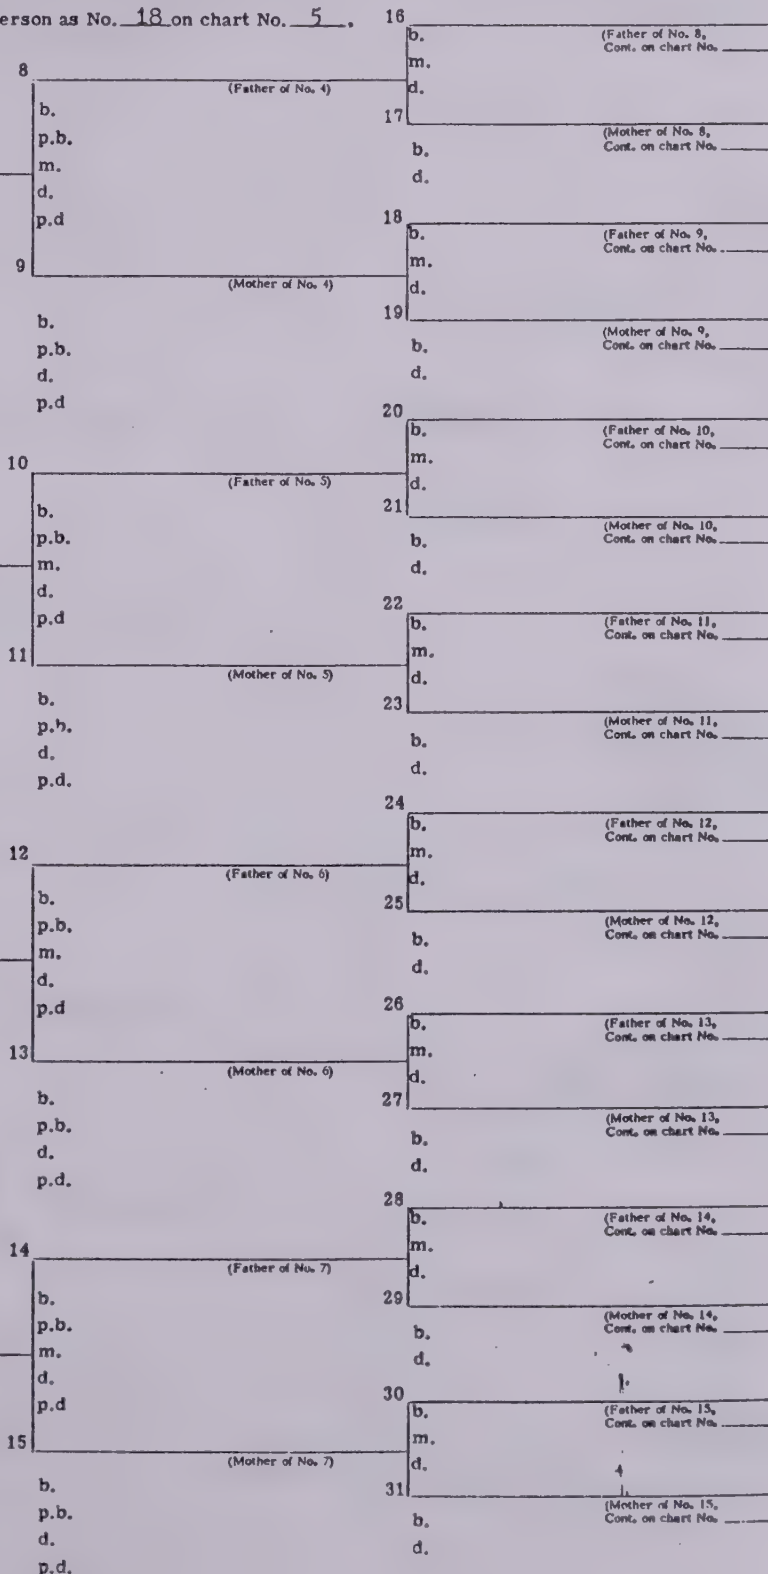 erson as No. 18 on chart No. 5.
8
(Father of No. 4)
b.
p.b.
m.
d.
p.d
9
(Mother of No. 4)
b.
p.b.
d.
p.d
10
(Father of No. 5)
b.
p.b.
m.
d.
p.d
11
(Mother of No. 5)
b.
p.b.
d.
p.d.
12
(Father of No. 6)
b.
p.b.
m.
d.
p.d
13
(Mother of No. 6)
b.
p.b.
d.
p.d.
14
(Father of No. 7)
b.
p.b.
m.
d.
p.d
15
(Mother of No. 7)
b.
p.b.
d.
p.d.
16
b.
(Father of No. 8,
Cont. on chart No.
m.
d.
17
(Mother of No. 8,
Cont. on chart No.
b.
d.
18
b.
(Father of No. 9,
Cont. on chart No.
m.
d.
19
(Mother of No. 9,
Cont. on chart No.
b.
d.
20
b.
(Father of No. 10,
Cont. on chart No.
m.
d.
21
(Mother of No. 10,
Cont. on chart No.
b.
d.
22
b.
(Father of No. 11,
Cont. on chart No.
m.
d.
23
(Mother of No. 11,
Cont. on chart No.
b.
d.
24
b.
(Father of No. 12,
Cont. on chart No.
m.
d.
25
(Mother of No. 12,
Cont. on chart No.
b.
d.
26
b.
(Father of No. 13,
Cont. on chart No.
m.
d.
27
(Mother of No. 13,
Cont. on chart No.
b.
d.
28
b.
(Father of No. 14,
Cont. on chart No.
m.
d.
29
(Mother of No. 14,
Cont. on chart No.
b.
d.
30
b.
(Father of No. 15,
Cont. on chart No.
m.
d.
31
(Mother of No. 15,
Cont. on chart No.
b.
d.